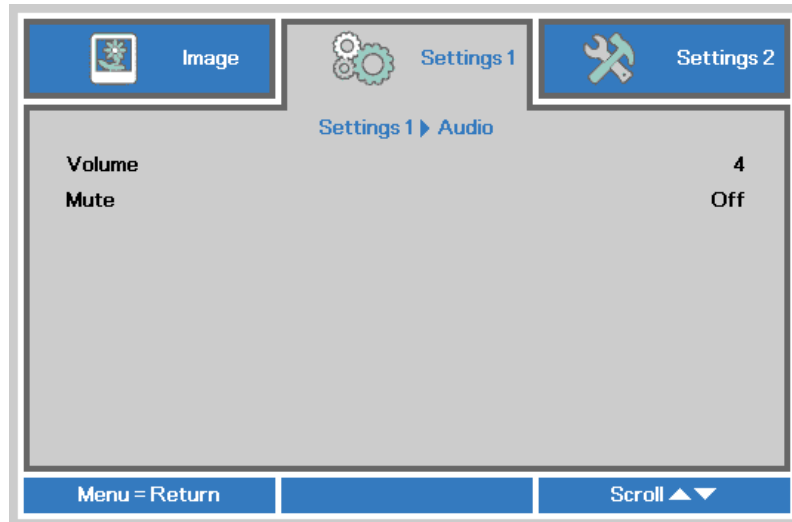 Image
Settings 1
Settings 2
Settings 1 ▶ Audio
Volume 4
Mute Off
Menu = Return
Scroll ▲▼